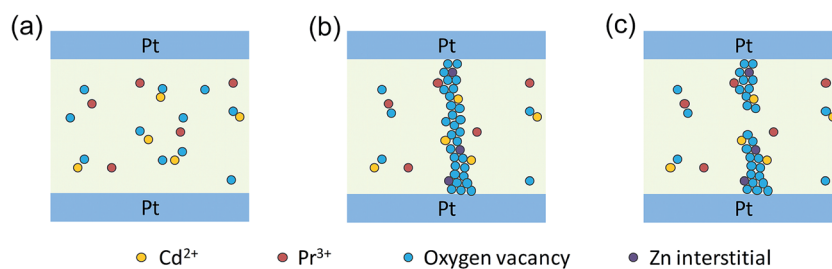 (a) (b) (c)
Pt Pt Pt
Pt Pt Pt
Cd²⁺ Pr³⁺ Oxygen vacancy Zn interstitial